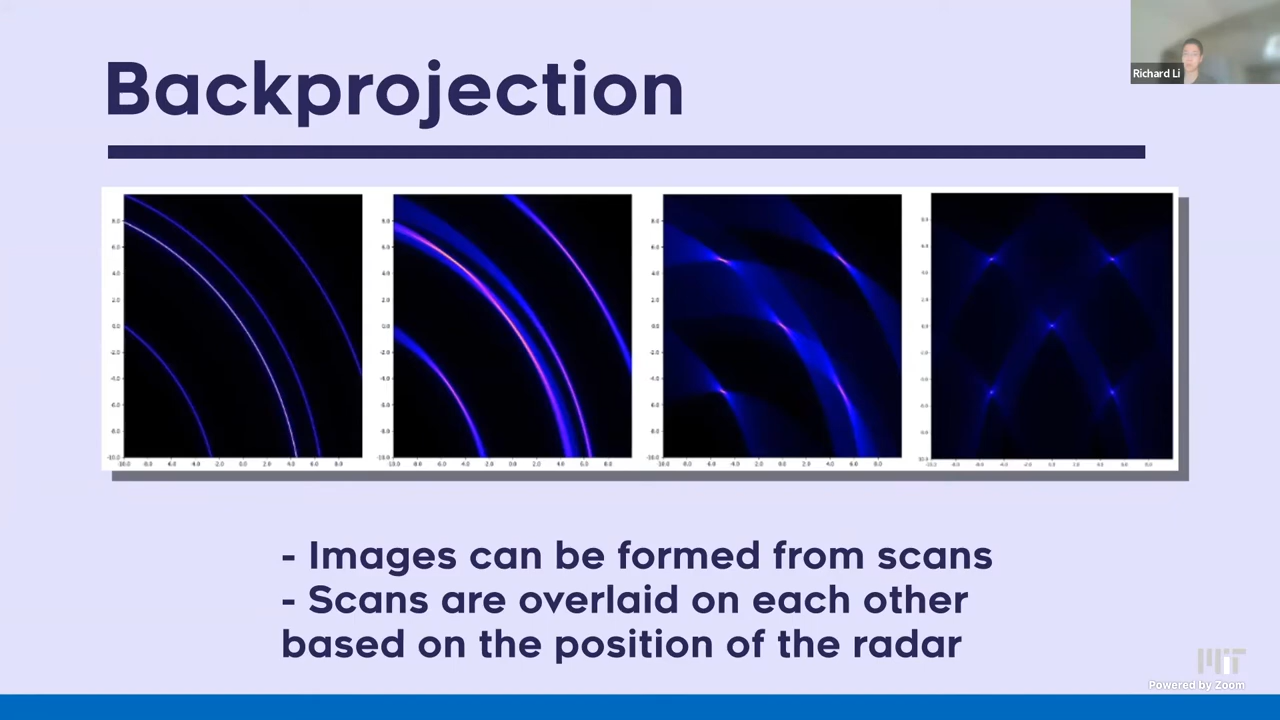 Backprojection
Richard Li
- Images can be formed from scans
- Scans are overlaid on each other
based on the position of the radar
MIT
Powered by Zoom